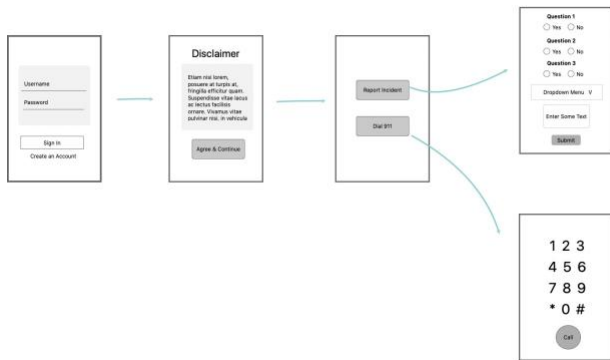 Username
Password
Sign In
Create an Account
Disclaimer
Etiam nisl lorem,
posuere at turpis at,
fringilla efficitur quam.
Suspendisse vitae lacus
ac lectus facilisis
ornare. Vivamus vitae
pulvinar nisl, in vehicula
Agree & Continue
Report Incident
Dial 911
Question 1
Yes No
Question 2
Yes No
Question 3
Yes No
Dropdown Menu V
Enter Some Text
Submit
1 2 3
4 5 6
7 8 9
* 0 #
Call